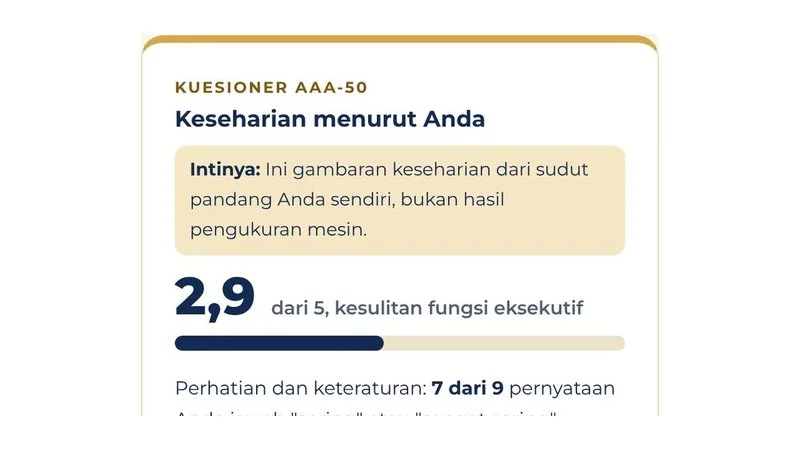 KUESIONER AAA-50
Keseharian menurut Anda
Intinya: Ini gambaran keseharian dari sudut
pandang Anda sendiri, bukan hasil
pengukuran mesin.
2,9 dari 5, kesulitan fungsi eksekutif
Perhatian dan keteraturan: 7 dari 9 pernyataan